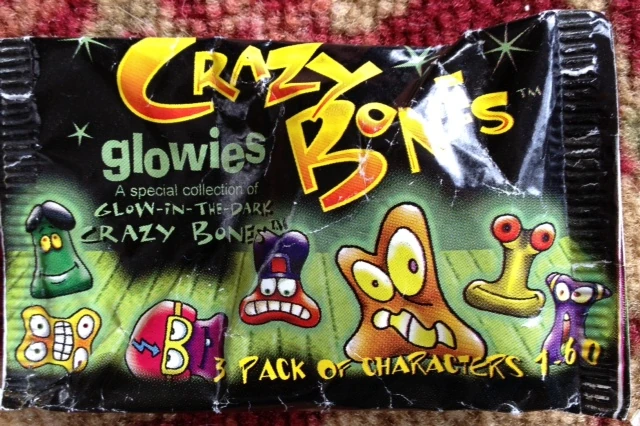 CRAZY
BONES™
glowies
A special collection of
GLOW-IN-THE-DARK
CRAZY BONES™
B
3 PACK OF CHARACTERS 1-60